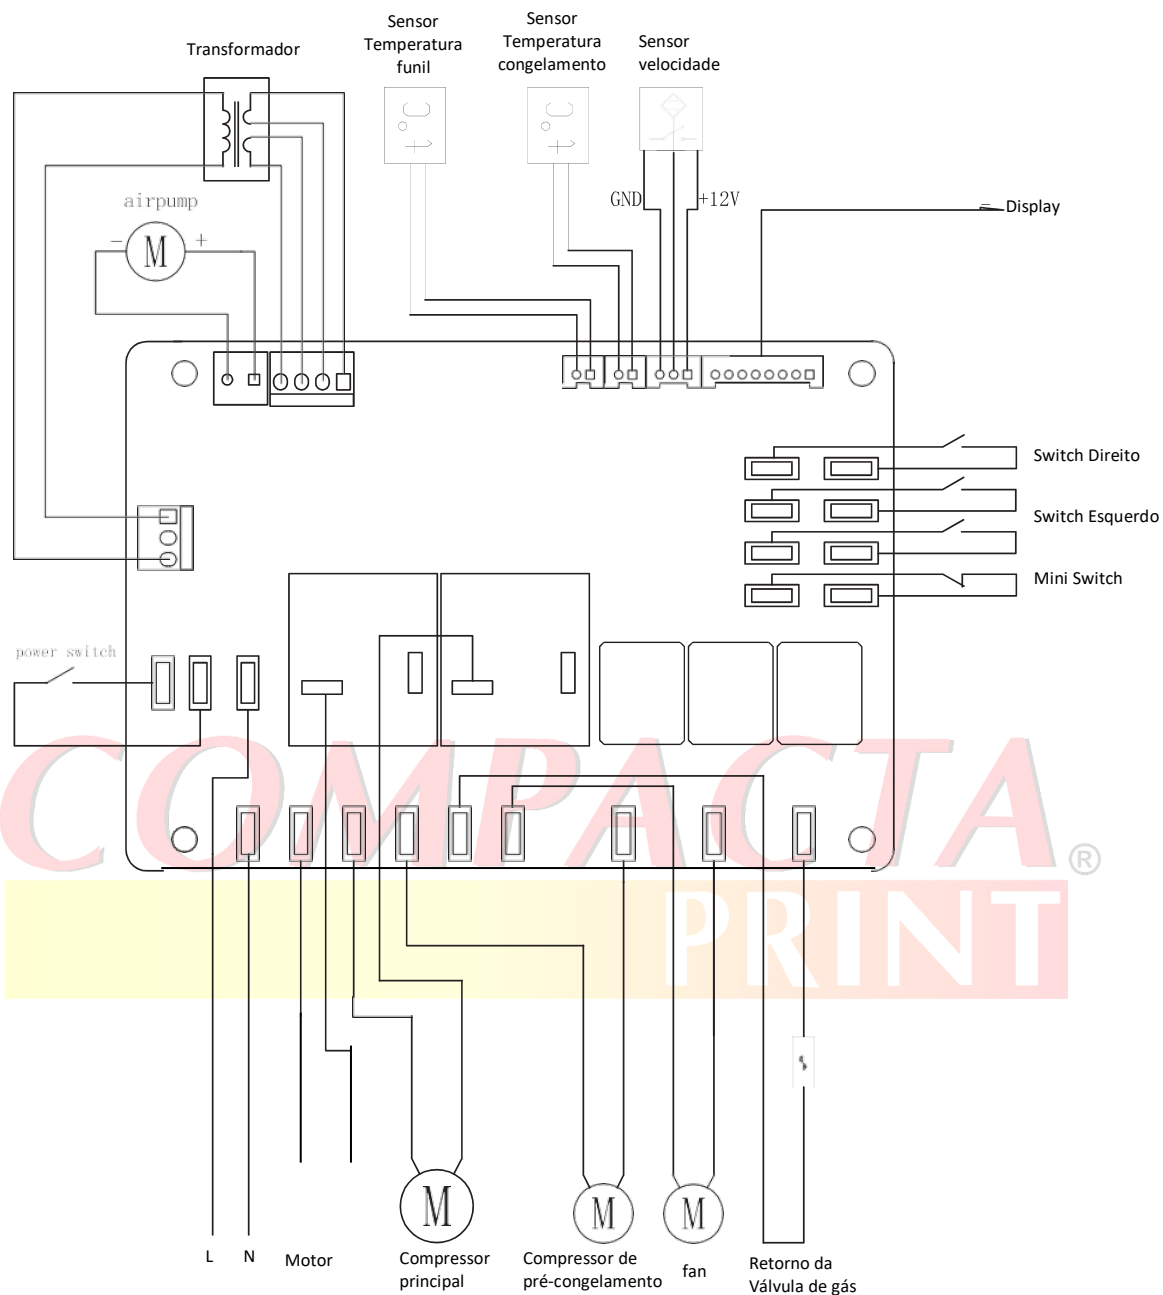 Sensor
Temperatura
funil
Sensor
Temperatura
congelamento
Sensor
velocidade
Transformador
airpump
- M +
GND
+12V
Display
Switch Direito
Switch Esquerdo
Mini Switch
power switch
COMPACTA ®
PRINT
M
M
M
L
N
Motor
Compressor
principal
Compressor de
pré-congelamento
fan
Retorno da
Válvula de gás